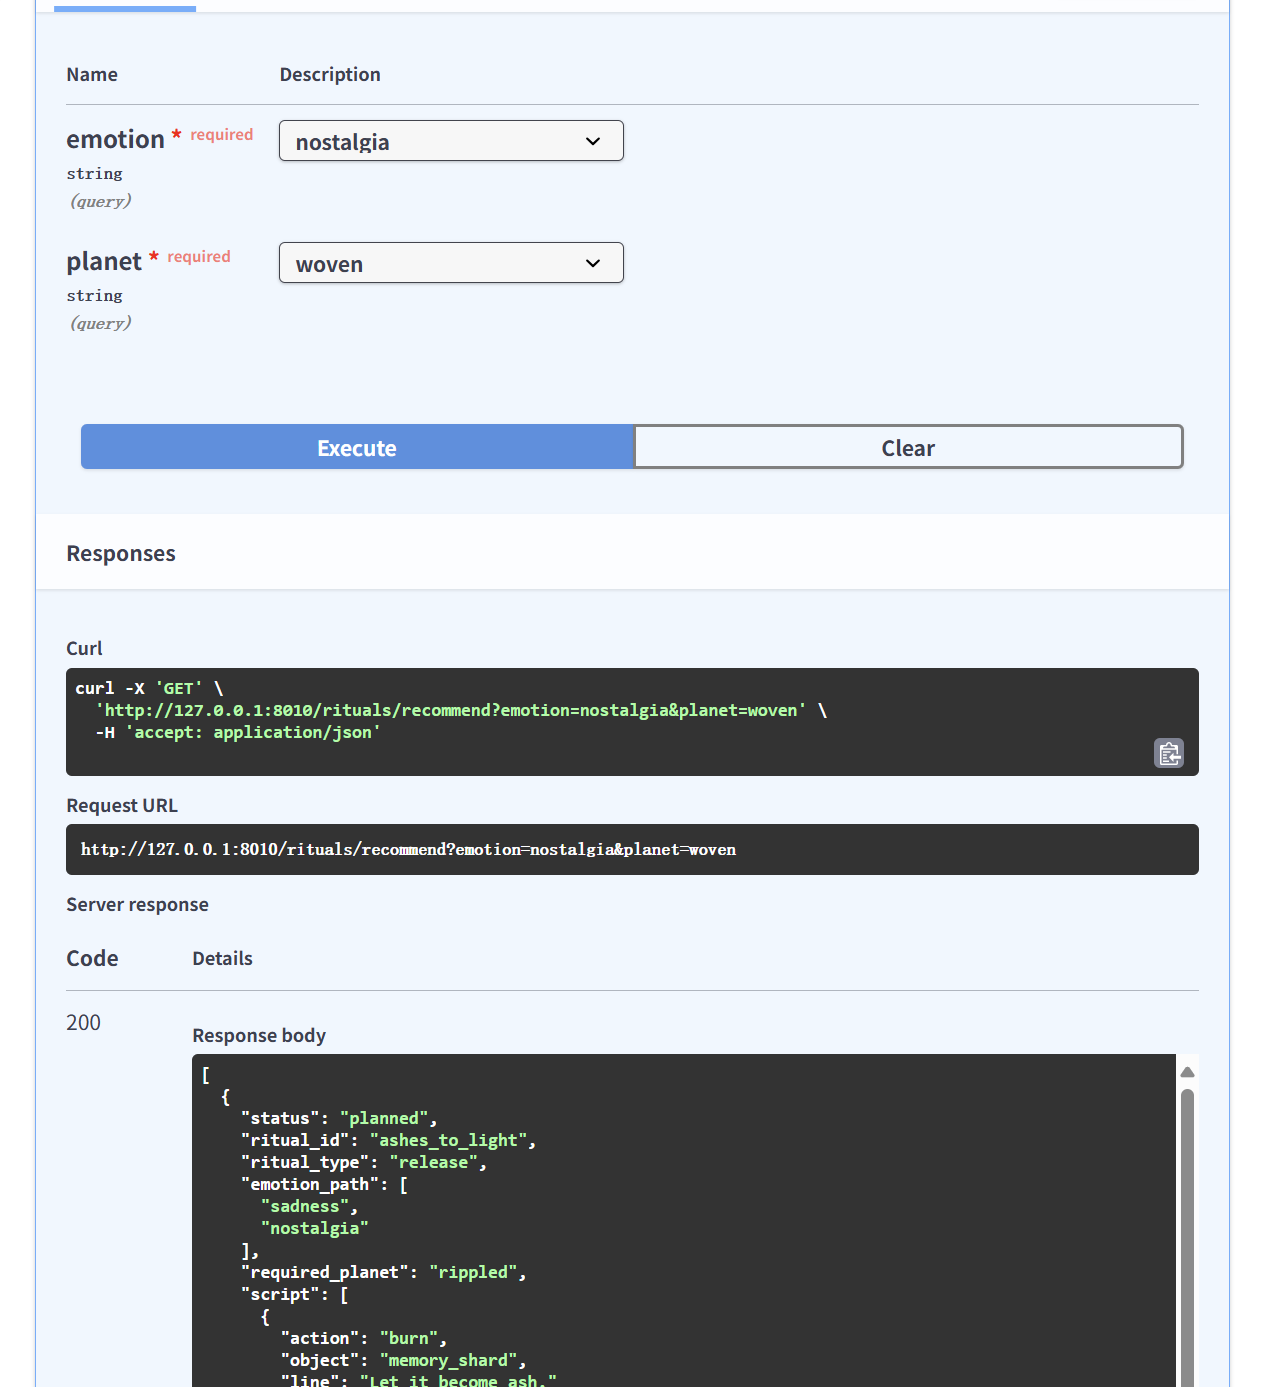 Name Description
emotion * required
nostalgia
string
(query)
planet * required
woven
string
(query)
Execute Clear
Responses
Curl
curl -X 'GET' \
  'http://127.0.0.1:8010/rituals/recommend?emotion=nostalgia&planet=woven' \
  -H 'accept: application/json'
Request URL
http://127.0.0.1:8010/rituals/recommend?emotion=nostalgia&planet=woven
Server response
Code Details
200
Response body
[
  {
    "status": "planned",
    "ritual_id": "ashes_to_light",
    "ritual_type": "release",
    "emotion_path": [
      "sadness",
      "nostalgia"
    ],
    "required_planet": "rippled",
    "script": [
      {
        "action": "burn",
        "object": "memory_shard",
        "line": "Let it become ash."